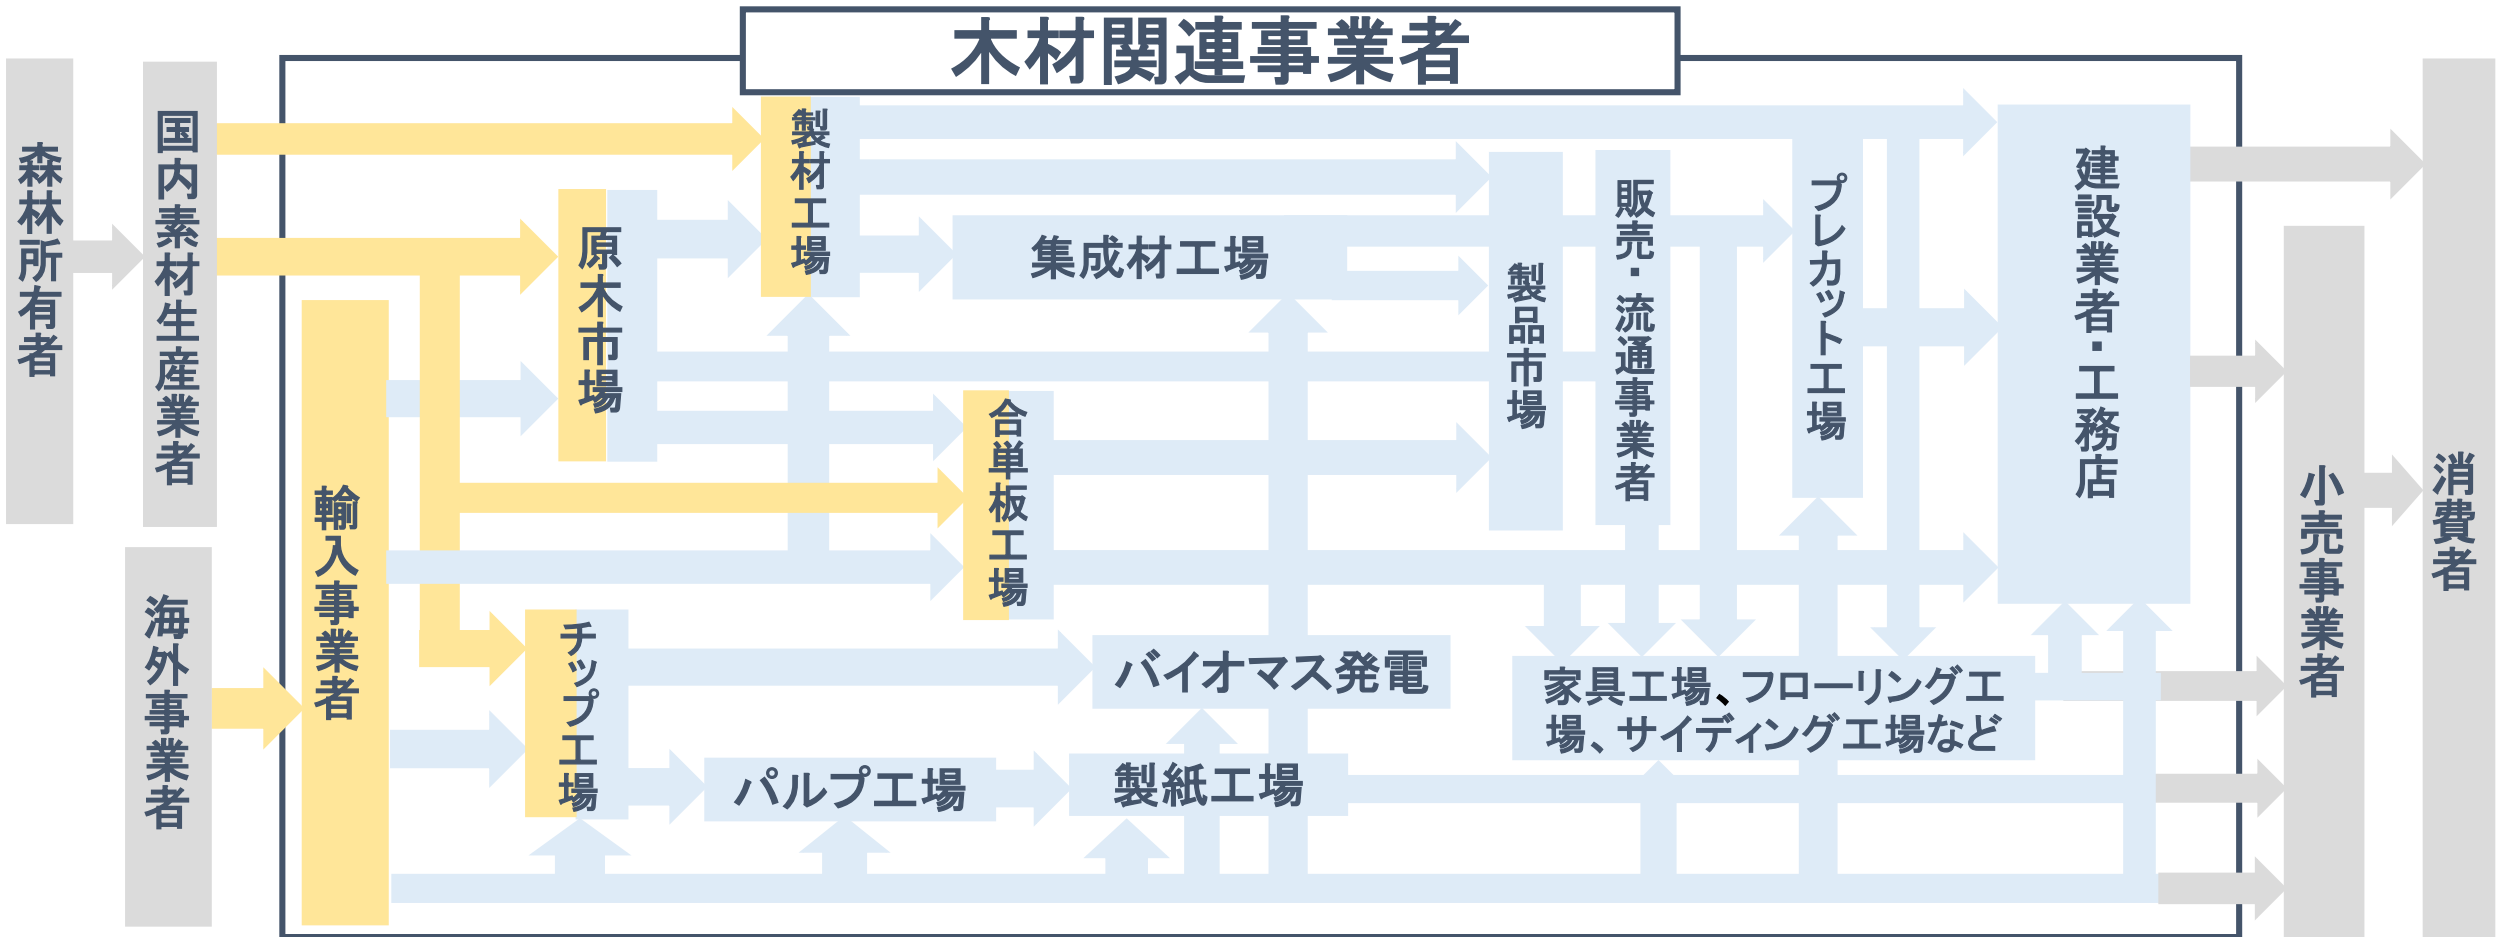 木材関連事業者
森林所有者
国内素材生産業業者
海外事業者
輸入事業者
原木市場
製材工場
チップ工場
合板工場
集成材工場
パルプ工場
製紙工場
バイオマス発電
製品市場
販売・流通事業者
プレカット工場
家具工場、フローリング工場、サイディング工場など
建築業者・工務店
小売事業者
消費者